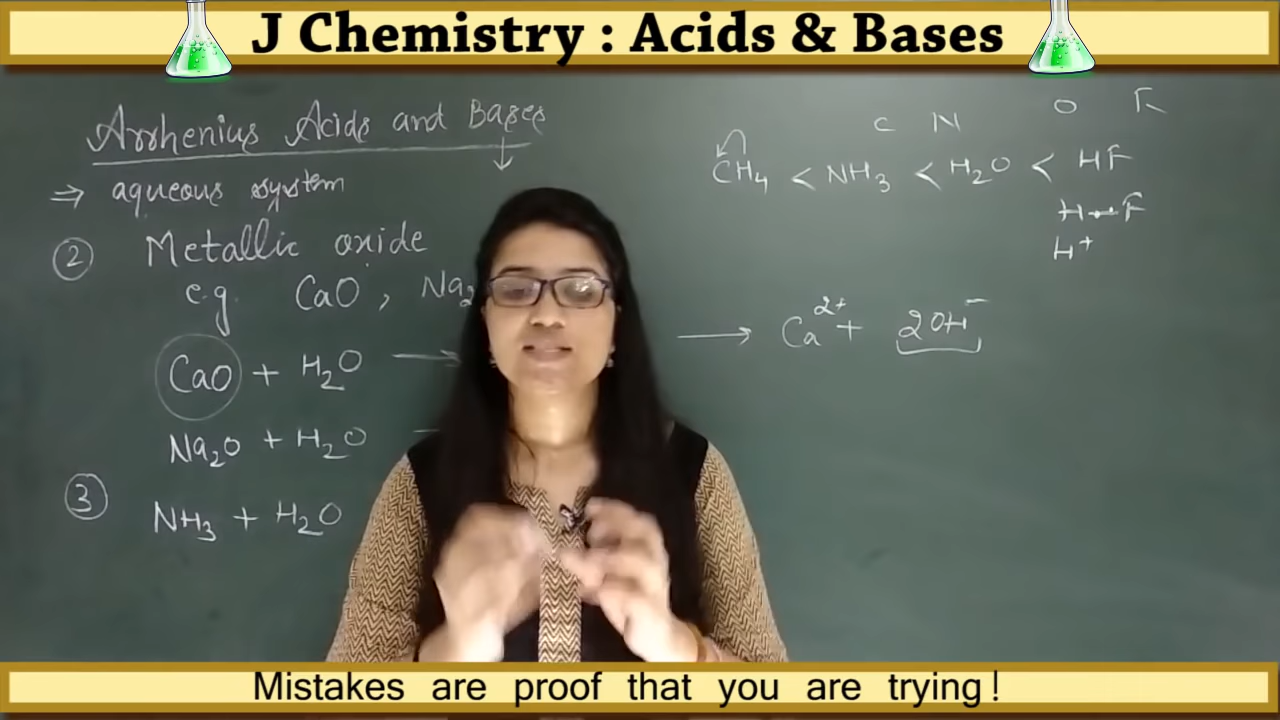 J Chemistry : Acids & Bases
Arrhenius Acids and Bases
⇒ aqueous system
② Metallic oxide
e.g. CaO , Na2
CaO + H2O →
Na2O + H2O
③ NH3 + H2O
C N O F
CH4 < NH3 < H2O < HF
H–F
H+
→ Ca2+ + 2OH-
Mistakes are proof that you are trying !